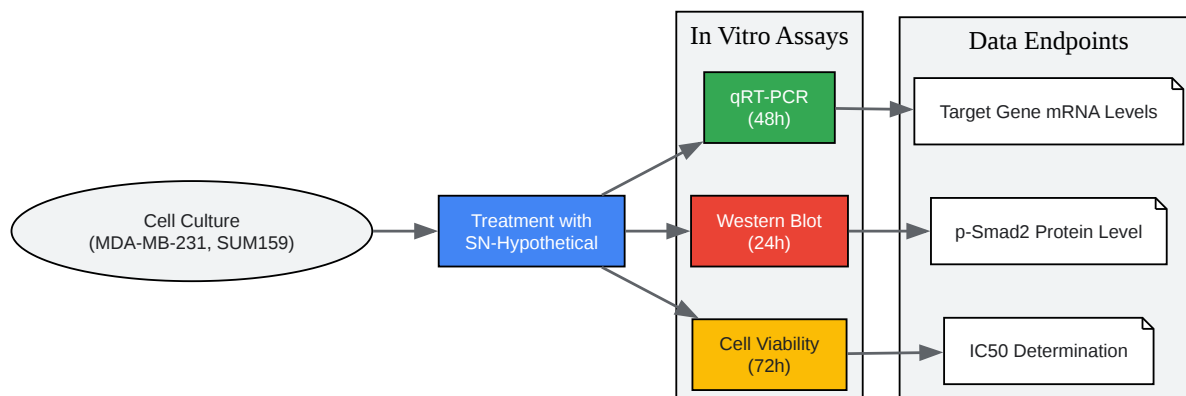 In Vitro Assays
Data Endpoints
qRT-PCR
(48h)
Target Gene mRNA Levels
Cell Culture
(MDA-MB-231, SUM159)
Treatment with
SN-Hypothetical
Western Blot
(24h)
p-Smad2 Protein Level
Cell Viability
(72h)
IC50 Determination